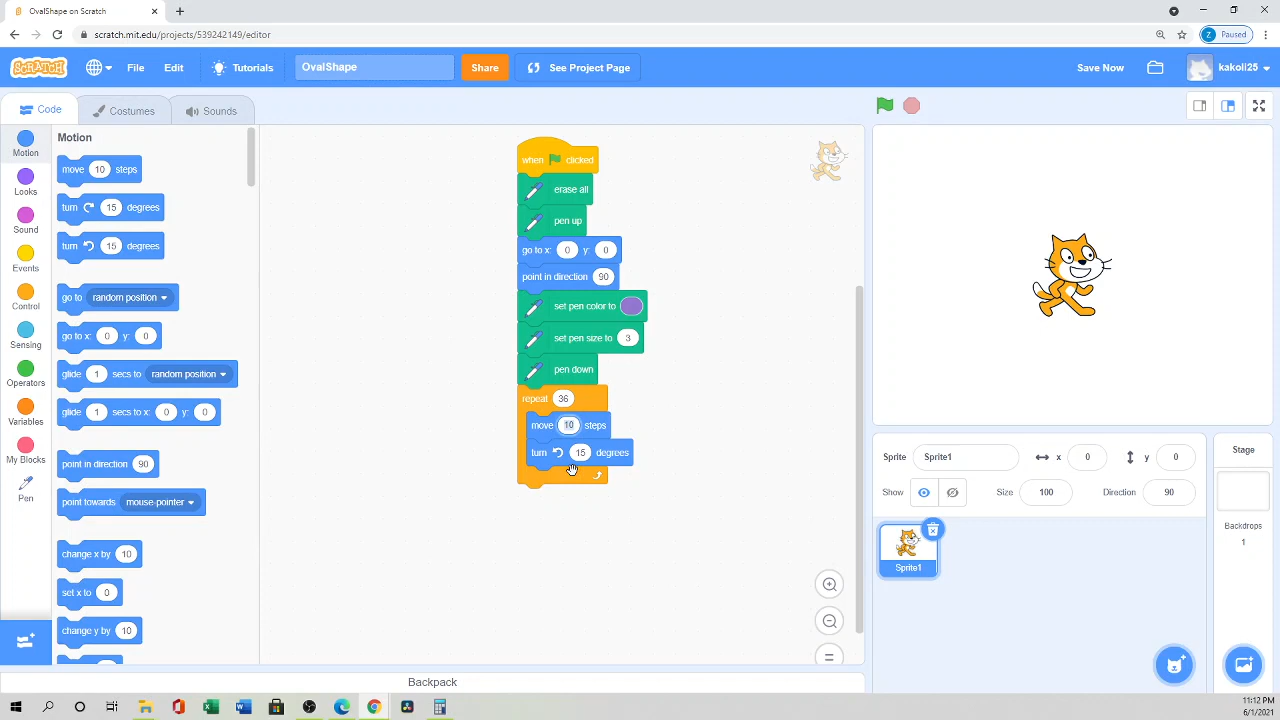 OvalShape on Scratch
scratch.mit.edu/projects/539242149/editor
Z Paused
SCRATCH File Edit Tutorials OvalShape Share See Project Page Save Now kakoli25
Code Costumes Sounds
Motion
Looks
Sound
Events
Control
Sensing
Operators
Variables
My Blocks
Pen
Motion
move 10 steps
turn 15 degrees
turn 15 degrees
go to random position
go to x: 0 y: 0
glide 1 secs to random position
glide 1 secs to x: 0 y: 0
point in direction 90
point towards mouse-pointer
change x by 10
set x to 0
change y by 10
when clicked
erase all
pen up
go to x: 0 y: 0
point in direction 90
set pen color to
set pen size to 3
pen down
repeat 36
move 10 steps
turn 15 degrees
Backpack
Sprite Sprite1 x 0 y 0
Show Size 100 Direction 90
Sprite1
Stage
Backdrops
1
11:12 PM
6/1/2021